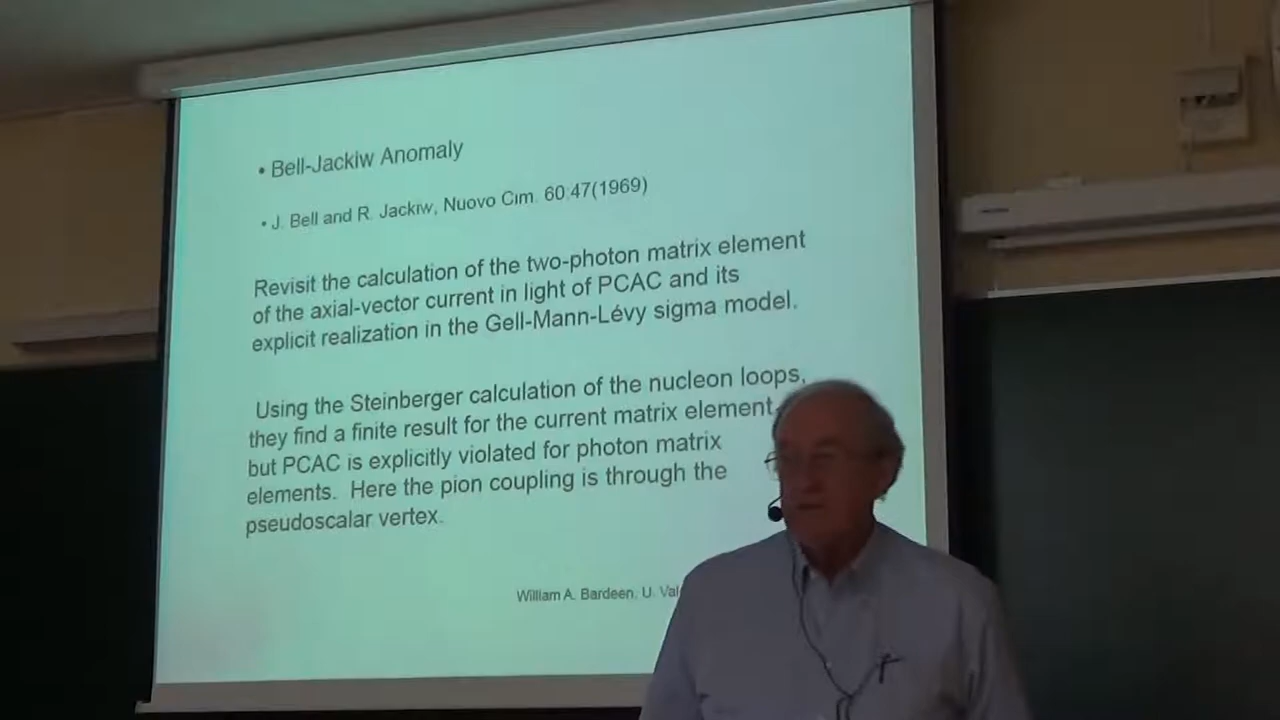 • Bell-Jackiw Anomaly
• J. Bell and R. Jackiw, Nuovo Cim. 60:47(1969)
Revisit the calculation of the two-photon matrix element
of the axial-vector current in light of PCAC and its
explicit realization in the Gell-Mann-Lévy sigma model.
Using the Steinberger calculation of the nucleon loops,
they find a finite result for the current matrix element
but PCAC is explicitly violated for photon matrix
elements. Here the pion coupling is through the
pseudoscalar vertex.
William A. Bardeen, U.